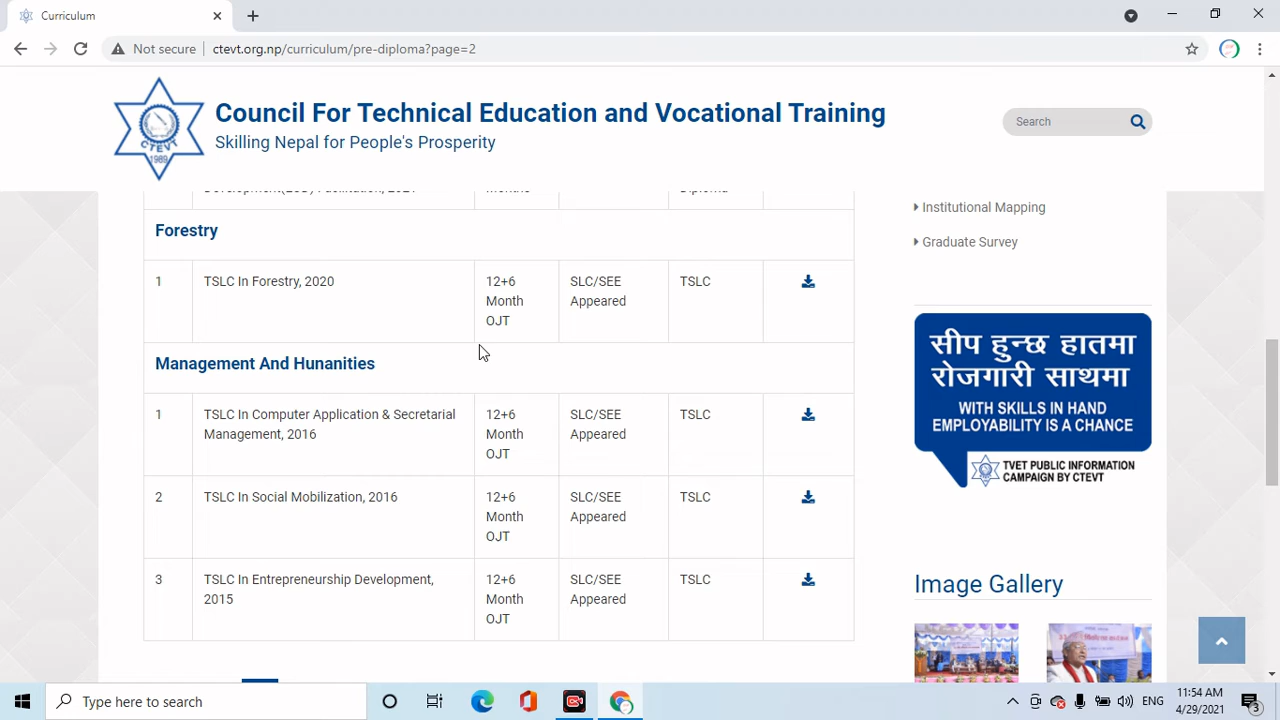 Curriculum
Not secure
ctevt.org.np/curriculum/pre-diploma?page=2
CTEVT
1989
Council For Technical Education and Vocational Training
Skilling Nepal for People's Prosperity
Search
Forestry
1 TSLC In Forestry, 2020 12+6 SLC/SEE TSLC
Month Appeared
OJT
Management And Hunanities
1 TSLC In Computer Application & Secretarial 12+6 SLC/SEE TSLC
Management, 2016 Month Appeared
OJT
2 TSLC In Social Mobilization, 2016 12+6 SLC/SEE TSLC
Month Appeared
OJT
3 TSLC In Entrepreneurship Development, 12+6 SLC/SEE TSLC
2015 Month Appeared
OJT
Institutional Mapping
Graduate Survey
सीप हुन्छ हातमा
रोजगारी साथमा
WITH SKILLS IN HAND
EMPLOYABILITY IS A CHANCE
TVET PUBLIC INFORMATION
CAMPAIGN BY CTEVT
Image Gallery
Type here to search
ENG
11:54 AM
4/29/2021
3